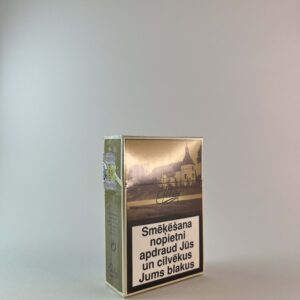 Smēķēšana
nopietni
apdraud Jūs
un cilvēkus
Jums blakus